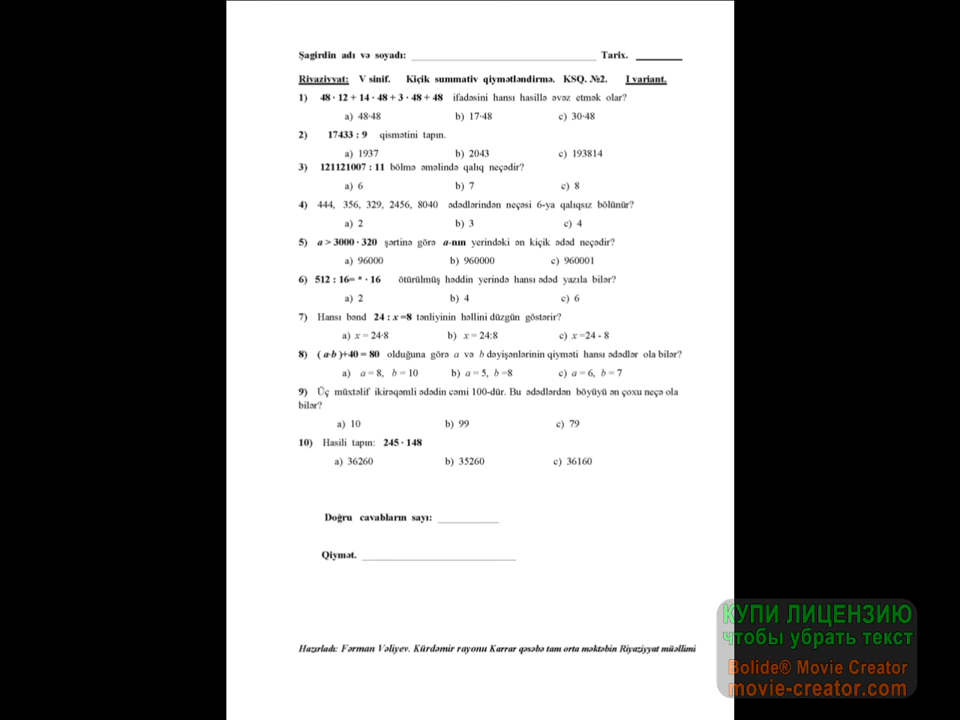 Şagirdin adı və soyadı: ________________________________ Tarix. ________
Riyaziyyat: V sinif. Kiçik summativ qiymətləndirmə. KSQ. №2. I variant.
1) 48 · 12 + 14 · 48 + 3 · 48 + 48 ifadəsini hansı hasillə əvəz etmək olar?
a) 48·48 b) 17·48 c) 30·48
2) 17433 : 9 qismətini tapın.
a) 1937 b) 2043 c) 193814
3) 121121007 : 11 bölmə əməlində qalıq neçədir?
a) 6 b) 7 c) 8
4) 444, 356, 329, 2456, 8040 ədədlərindən neçəsi 6-ya qalıqsız bölünür?
a) 2 b) 3 c) 4
5) a > 3000 · 320 şərtinə görə a-nın yerindəki ən kiçik ədəd neçədir?
a) 96000 b) 960000 c) 960001
6) 512 : 16= * · 16 ötürülmüş həddin yerində hansı ədəd yazıla bilər?
a) 2 b) 4 c) 6
7) Hansı bənd 24 : x =8 tənliyinin həllini düzgün göstərir?
a) x = 24·8 b) x = 24:8 c) x =24 - 8
8) ( a·b )+40 = 80 olduğuna görə a və b dəyişənlərinin qiyməti hansı ədədlər ola bilər?
a) a = 8, b = 10 b) a = 5, b =8 c) a = 6, b = 7
9) Üç müxtəlif ikirəqəmli ədədin cəmi 100-dür. Bu ədədlərdən böyüyü ən çoxu neçə ola
bilər?
a) 10 b) 99 c) 79
10) Hasili tapın: 245 · 148
a) 36260 b) 35260 c) 36160
Doğru cavabların sayı: ___________
Qiymət. ____________________________
Hazırladı: Fərman Vəliyev. Kürdəmir rayonu Karrar qəsəbə tam orta məktəbin Riyaziyyat müəllimi
КУПИ ЛИЦЕНЗИЮ
чтобы убрать текст
Bolide® Movie Creator
movie-creator.com